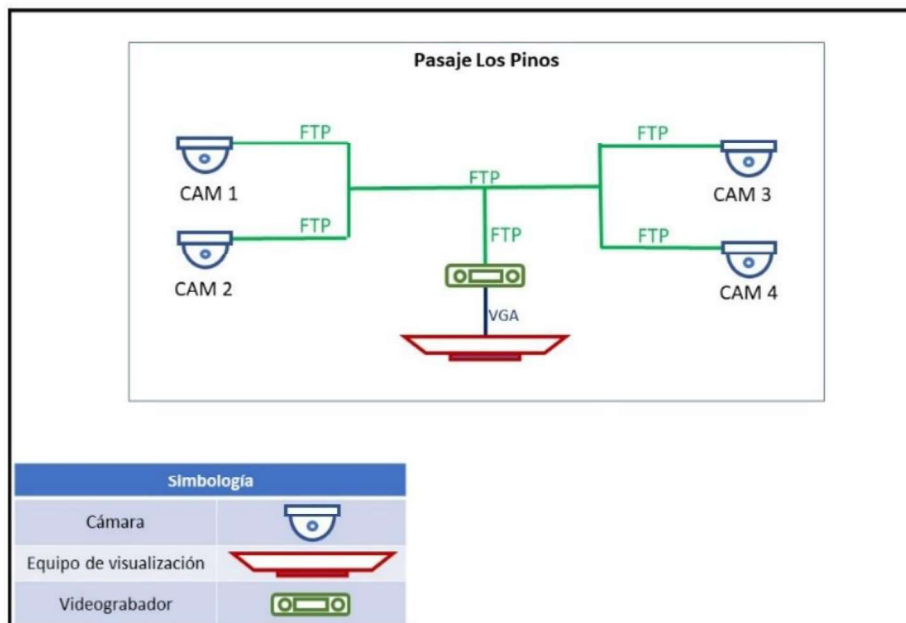 Pasaje Los Pinos
FTP
FTP
CAM 1
FTP
CAM 3
FTP
FTP
FTP
CAM 2
CAM 4
VGA
Simbología
Cámara
Equipo de visualización
Videograbador